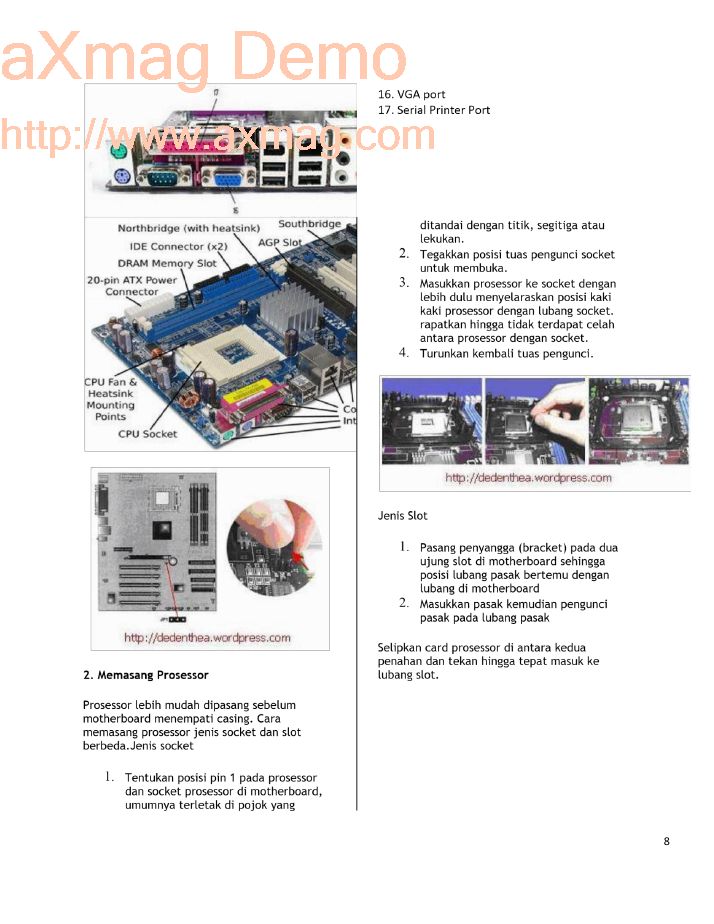 aXmag Demo
http://www.axmag.com
17
16
Northbridge (with heatsink)
Southbridge
IDE Connector (x2)
AGP Slot
DRAM Memory Slot
20-pin ATX Power
Connector
CPU Fan &
Heatsink
Mounting
Points
CPU Socket
Co
Int
JP1
http://dedenthea.wordpress.com
2. Memasang Prosessor
Prosessor lebih mudah dipasang sebelum
motherboard menempati casing. Cara
memasang prosessor jenis socket dan slot
berbeda.Jenis socket
1. Tentukan posisi pin 1 pada prosessor
dan socket prosessor di motherboard,
umumnya terletak di pojok yang
16. VGA port
17. Serial Printer Port
ditandai dengan titik, segitiga atau
lekukan.
2. Tegakkan posisi tuas pengunci socket
untuk membuka.
3. Masukkan prosessor ke socket dengan
lebih dulu menyelaraskan posisi kaki
kaki prosessor dengan lubang socket.
rapatkan hingga tidak terdapat celah
antara prosessor dengan socket.
4. Turunkan kembali tuas pengunci.
http://dedenthea.wordpress.com
Jenis Slot
1. Pasang penyangga (bracket) pada dua
ujung slot di motherboard sehingga
posisi lubang pasak bertemu dengan
lubang di motherboard
2. Masukkan pasak kemudian pengunci
pasak pada lubang pasak
Selipkan card prosessor di antara kedua
penahan dan tekan hingga tepat masuk ke
lubang slot.
8